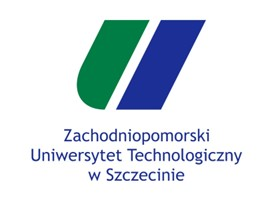 Zachodniopomorski
Uniwersytet Technologiczny
w Szczecinie